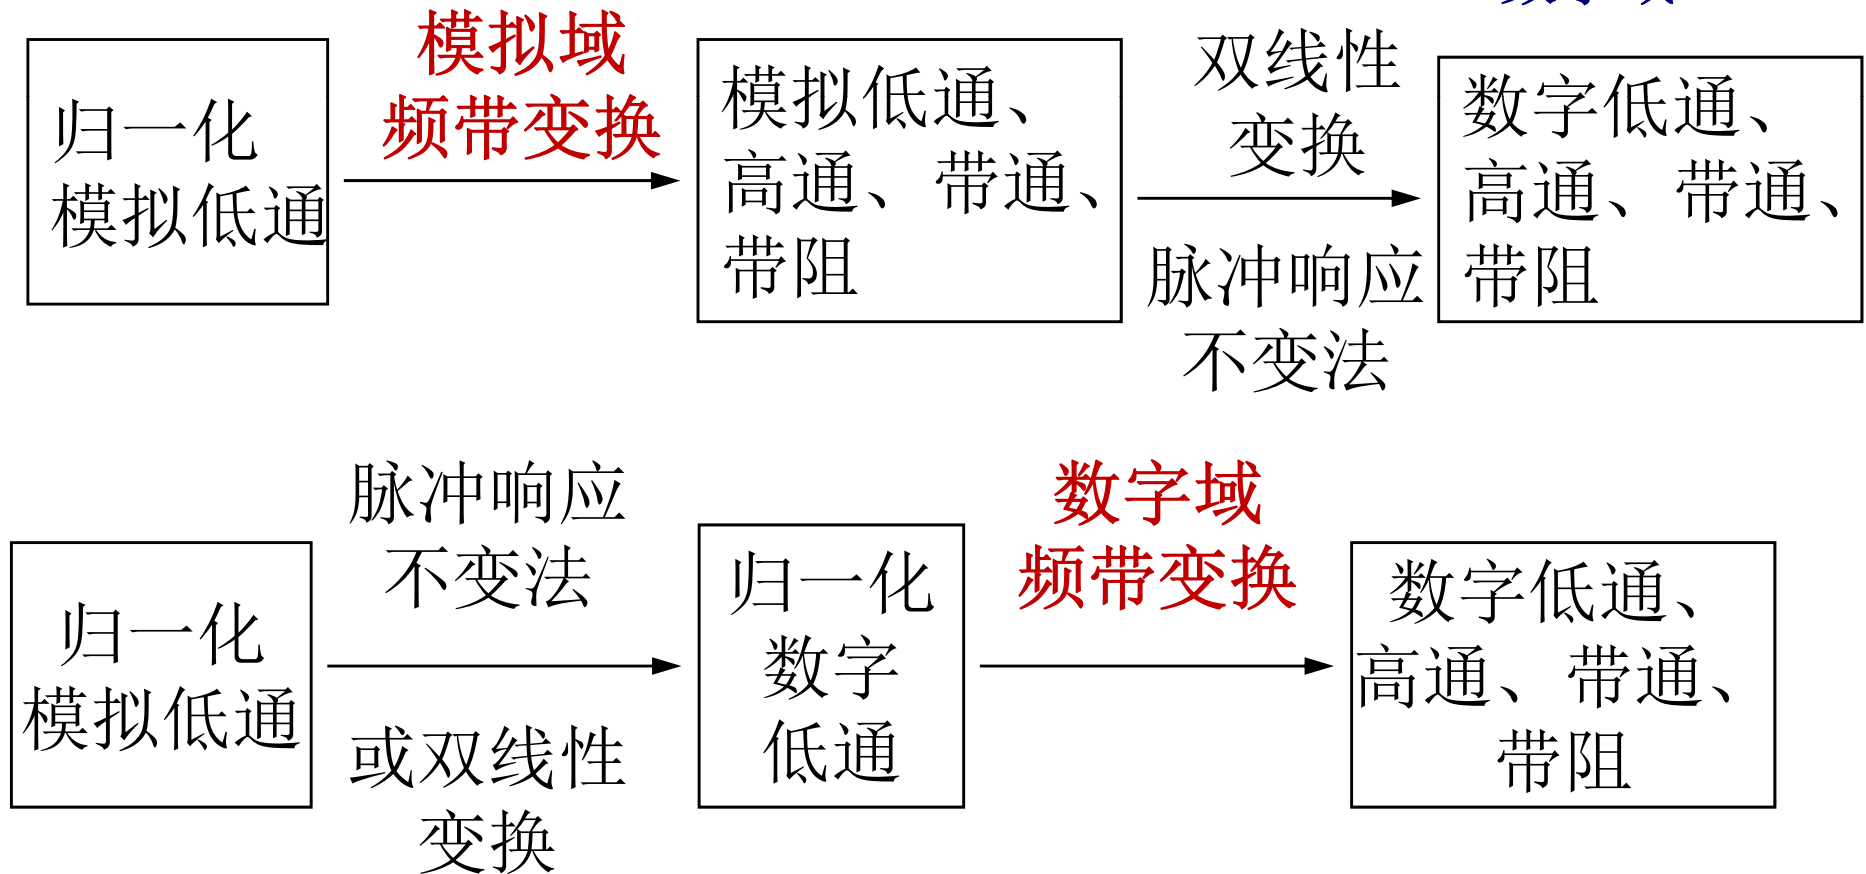 模拟域
频带变换
归一化
模拟低通
模拟低通、
高通、带通、
带阻
双线性
变换
脉冲响应
不变法
数字低通、
高通、带通、
带阻
脉冲响应
不变法
或双线性
变换
归一化
模拟低通
归一化
数字
低通
数字域
频带变换
数字低通、
高通、带通、
带阻